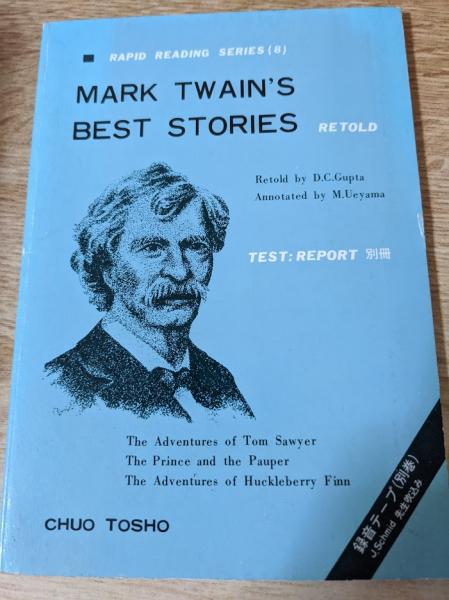 ■ RAPID READING SERIES (8)
MARK TWAIN'S
BEST STORIES RETOLD
Retold by D.C.Gupta
Annotated by M.Ueyama
TEST: REPORT 別冊
The Adventures of Tom Sawyer
The Prince and the Pauper
The Adventures of Huckleberry Finn
CHUO TOSHO
録音テープ(別巻)
J Schmid 先生吹込み